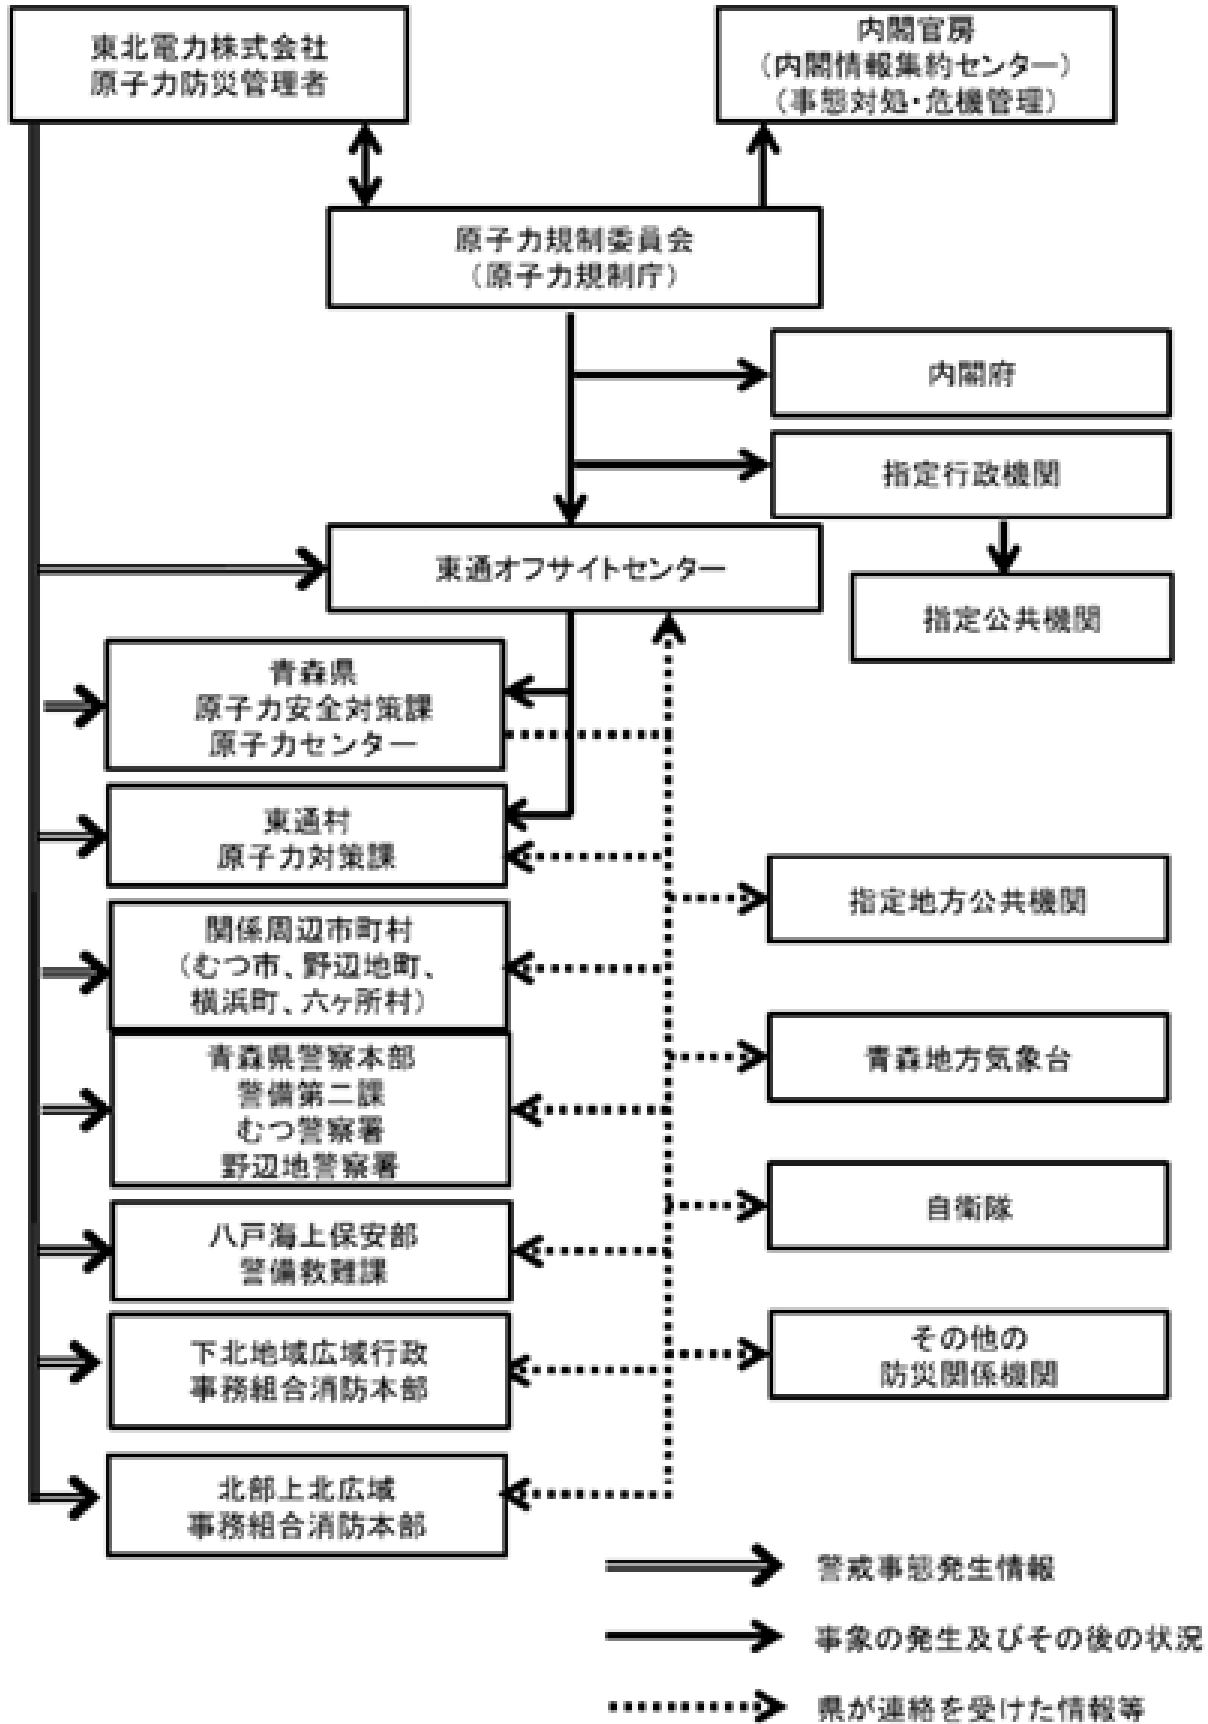 東北電力株式会社
原子力防災管理者
内閣官房
(内閣情報集約センター)
(事態対処・危機管理)
原子力規制委員会
(原子力規制庁)
内閣府
指定行政機関
東通オフサイトセンター
指定公共機関
青森県
原子力安全対策課
原子力センター
東通村
原子力対策課
関係周辺市町村
(むつ市、野辺地町、
横浜町、六ヶ所村)
指定地方公共機関
青森県警察本部
警備第二課
むつ警察署
野辺地警察署
青森地方気象台
八戸海上保安部
警備救難課
自衛隊
下北地域広域行政
事務組合消防本部
その他の
防災関係機関
北部上北広域
事務組合消防本部
警戒事態発生情報
事象の発生及びその後の状況
県が連絡を受けた情報等